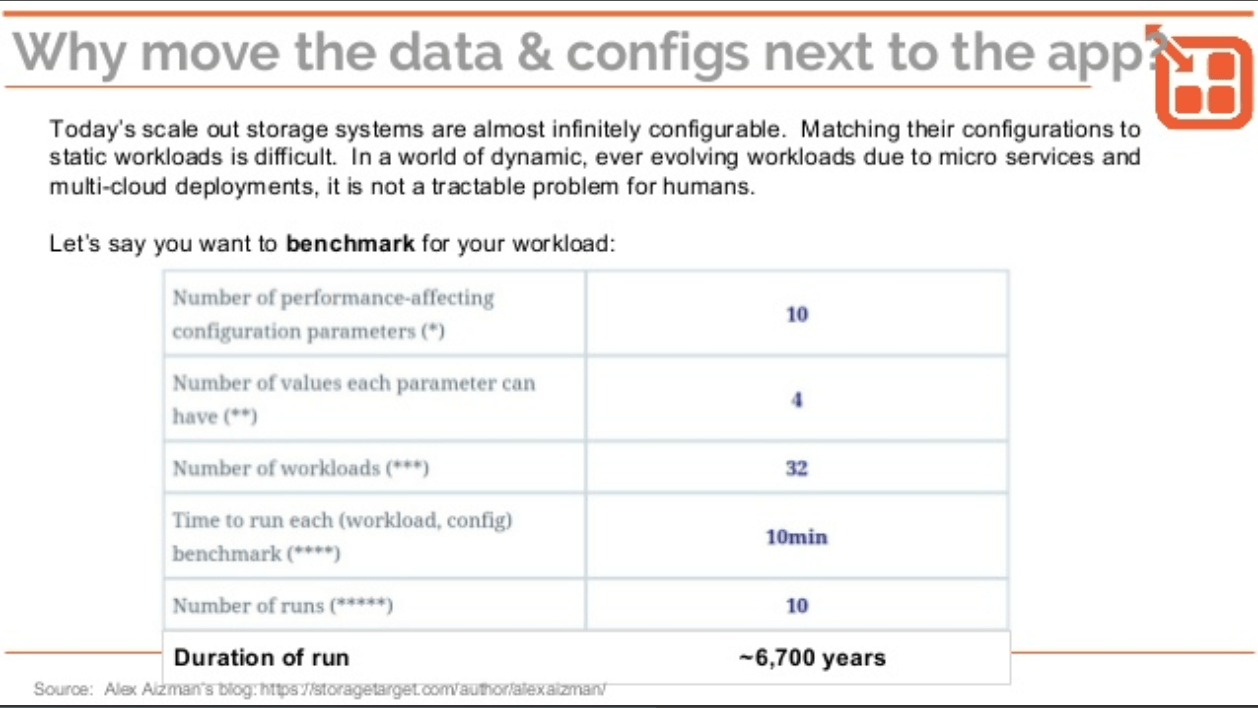 Why move the data & configs next to the app?
Today's scale out storage systems are almost infinitely configurable. Matching their configurations to
static workloads is difficult. In a world of dynamic, ever evolving workloads due to micro services and
multi-cloud deployments, it is not a tractable problem for humans.
Let's say you want to benchmark for your workload:
Number of performance-affecting
configuration parameters (*)
10
Number of values each parameter can
have (**)
4
Number of workloads (***)
32
Time to run each (workload, config)
benchmark (****)
10min
Number of runs (*****)
10
Duration of run
~6,700 years
Source: Alex Aizman's blog: https://storagetarget.com/author/alexaizman/